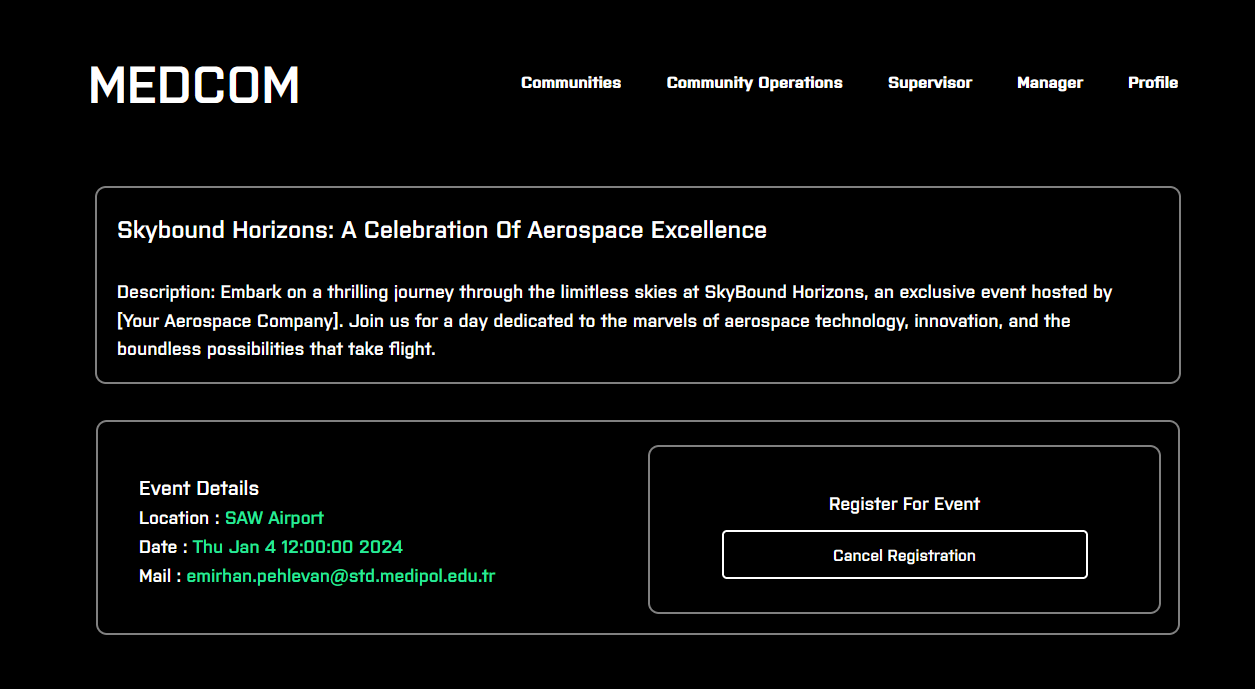 MEDCOM
Communities
Community Operations
Supervisor
Manager
Profile
Skybound Horizons: A Celebration Of Aerospace Excellence
Description: Embark on a thrilling journey through the limitless skies at SkyBound Horizons, an exclusive event hosted by
[Your Aerospace Company]. Join us for a day dedicated to the marvels of aerospace technology, innovation, and the
boundless possibilities that take flight.
Event Details
Location : SAW Airport
Date : Thu Jan 4 12:00:00 2024
Mail : emirhan.pehlevan@std.medipol.edu.tr
Register For Event
Cancel Registration